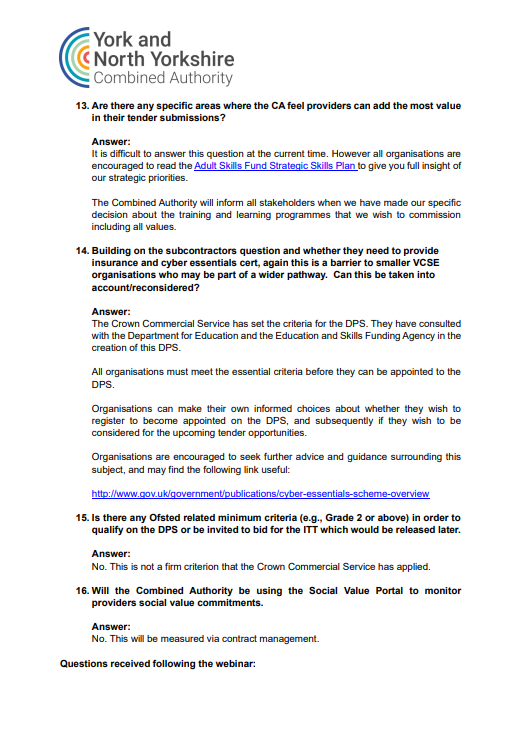 York and
North Yorkshire
Combined Authority
13. Are there any specific areas where the CA feel providers can add the most value
in their tender submissions?
Answer:
It is difficult to answer this question at the current time. However all organisations are
encouraged to read the Adult Skills Fund Strategic Skills Plan to give you full insight of
our strategic priorities.
The Combined Authority will inform all stakeholders when we have made our specific
decision about the training and learning programmes that we wish to commission
including all values.
14. Building on the subcontractors question and whether they need to provide
insurance and cyber essentials cert, again this is a barrier to smaller VCSE
organisations who may be part of a wider pathway. Can this be taken into
account/reconsidered?
Answer:
The Crown Commercial Service has set the criteria for the DPS. They have consulted
with the Department for Education and the Education and Skills Funding Agency in the
creation of this DPS.
All organisations must meet the essential criteria before they can be appointed to the
DPS.
Organisations can make their own informed choices about whether they wish to
register to become appointed on the DPS, and subsequently if they wish to be
considered for the upcoming tender opportunities.
Organisations are encouraged to seek further advice and guidance surrounding this
subject, and may find the following link useful:
http://www.gov.uk/government/publications/cyber-essentials-scheme-overview
15. Is there any Ofsted related minimum criteria (e.g., Grade 2 or above) in order to
qualify on the DPS or be invited to bid for the ITT which would be released later.
Answer:
No. This is not a firm criterion that the Crown Commercial Service has applied.
16. Will the Combined Authority be using the Social Value Portal to monitor
providers social value commitments.
Answer:
No. This will be measured via contract management.
Questions received following the webinar: